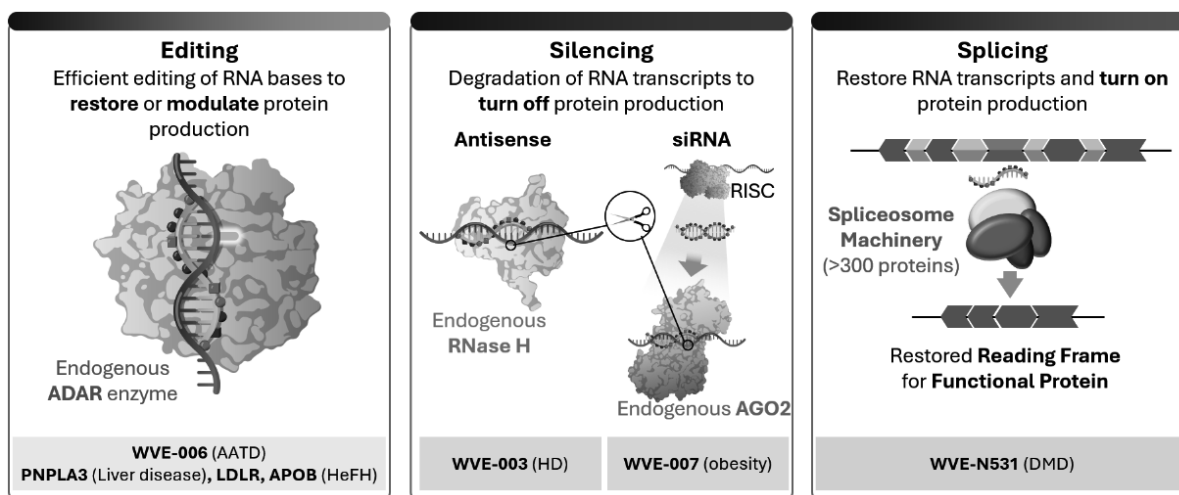 Editing
Efficient editing of RNA bases to
restore or modulate protein
production
Endogenous
ADAR enzyme
WVE-006 (AATD)
PNPLA3 (Liver disease), LDLR, APOB (HeFH)
Silencing
Degradation of RNA transcripts to
turn off protein production
Antisense
siRNA
RISC
Endogenous
RNase H
Endogenous AGO2
WVE-003 (HD)
WVE-007 (obesity)
Splicing
Restore RNA transcripts and turn on
protein production
Spliceosome
Machinery
(>300 proteins)
Restored Reading Frame
for Functional Protein
WVE-N531 (DMD)